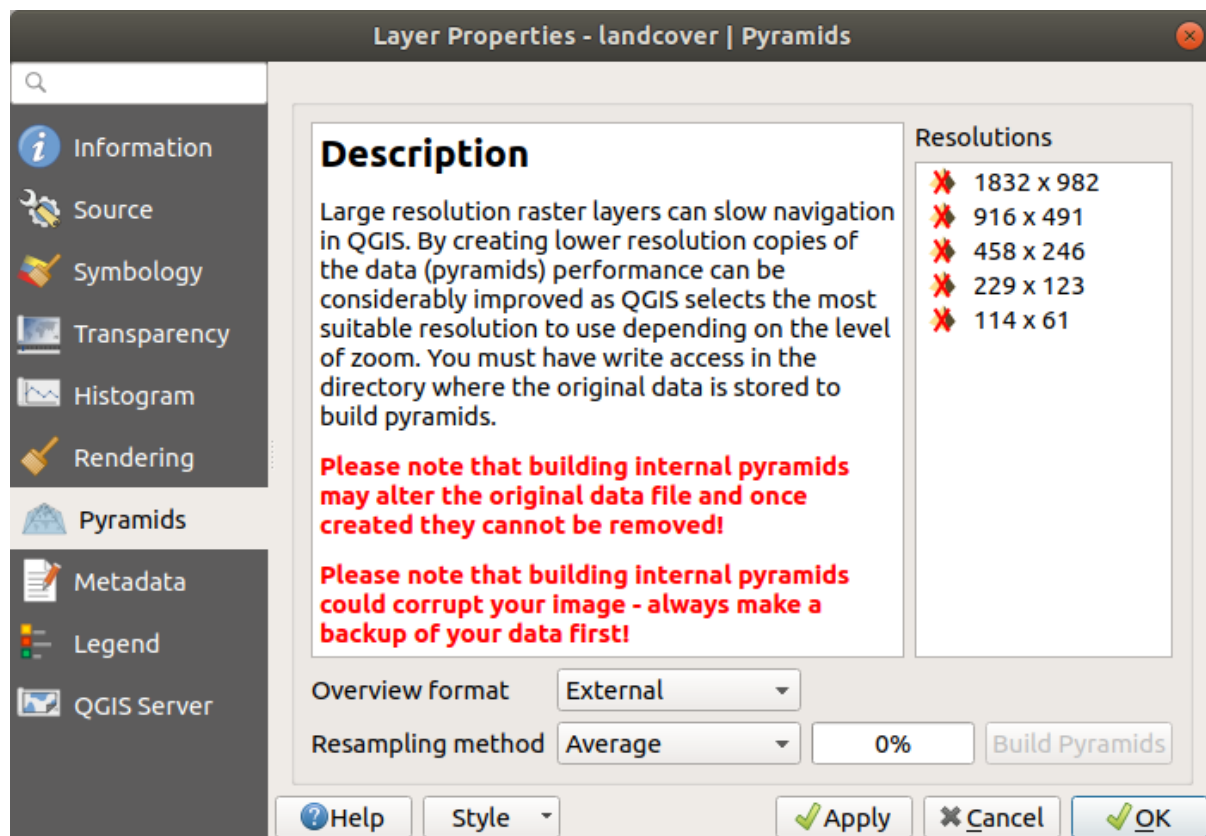 Layer Properties - landcover | Pyramids
Information
Source
Symbology
Transparency
Histogram
Rendering
Pyramids
Metadata
Legend
QGIS Server
Description
Large resolution raster layers can slow navigation
in QGIS. By creating lower resolution copies of
the data (pyramids) performance can be
considerably improved as QGIS selects the most
suitable resolution to use depending on the level
of zoom. You must have write access in the
directory where the original data is stored to
build pyramids.
Please note that building internal pyramids
may alter the original data file and once
created they cannot be removed!
Please note that building internal pyramids
could corrupt your image - always make a
backup of your data first!
Resolutions
1832 x 982
916 x 491
458 x 246
229 x 123
114 x 61
Overview format External
Resampling method Average 0% Build Pyramids
Help Style Apply Cancel OK